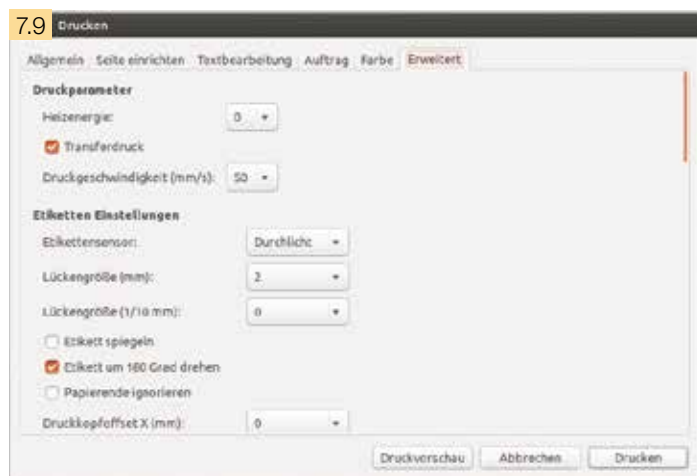 7.9 Drucken
Allgemein Seite einrichten Textbearbeitung Auftrag Farbe Erweitert
Druckparameter
Heizenergie: 0
Transferdruck
Druckgeschwindigkeit (mm/s): 50
Etiketten Einstellungen
Etikettensensor: Durchlicht
Lückengröße (mm): 2
Lückengröße (1/10 mm): 0
Etikett spiegeln
Etikett um 180 Grad drehen
Papierende ignorieren
Druckkopfoffset X (mm): 0
Druckvorschau Abbrechen Drucken